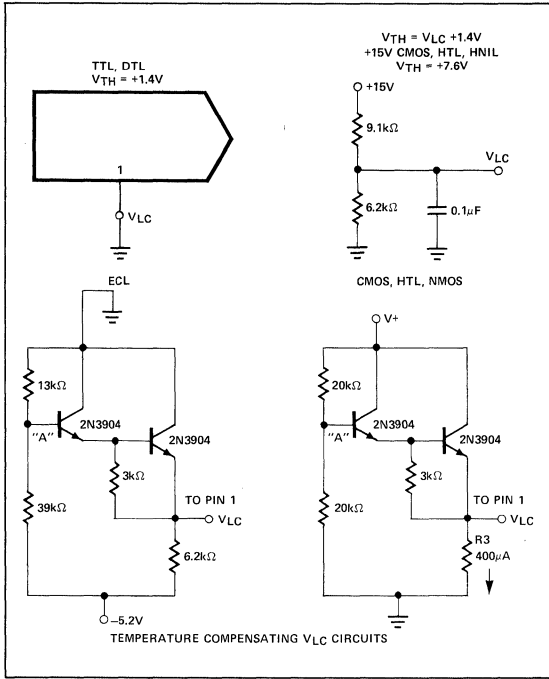 TTL, DTL
VTH = +1.4V
1
VLC
VTH = VLC +1.4V
+15V CMOS, HTL, HNIL
VTH = +7.6V
+15V
9.1kΩ
VLC
6.2kΩ
0.1μF
ECL
13kΩ
2N3904
"A"
2N3904
3kΩ
39kΩ
TO PIN 1
VLC
6.2kΩ
−5.2V
CMOS, HTL, NMOS
V+
20kΩ
2N3904
"A"
2N3904
3kΩ
20kΩ
TO PIN 1
VLC
R3
400μA
TEMPERATURE COMPENSATING VLC CIRCUITS